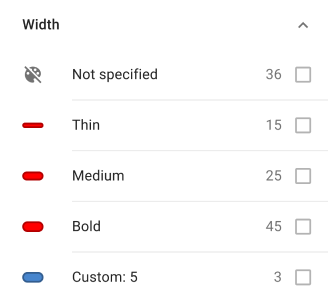 Width
Not specified 36
Thin 15
Medium 25
Bold 45
Custom: 5 3